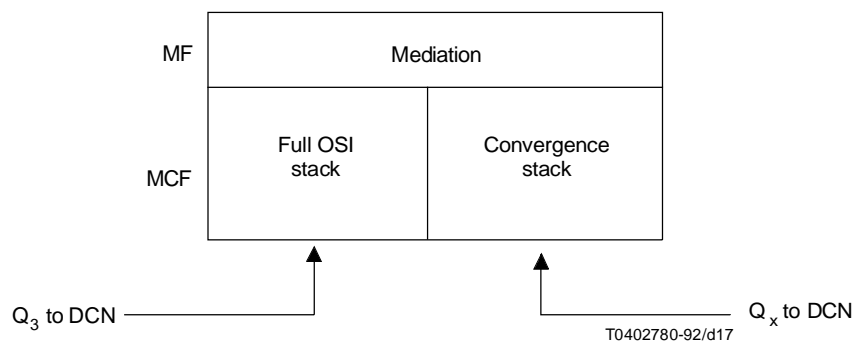 MF
Mediation
Full OSI
stack
Convergence
stack
MCF
Q3 to DCN
Qx to DCN
T0402780-92/d17